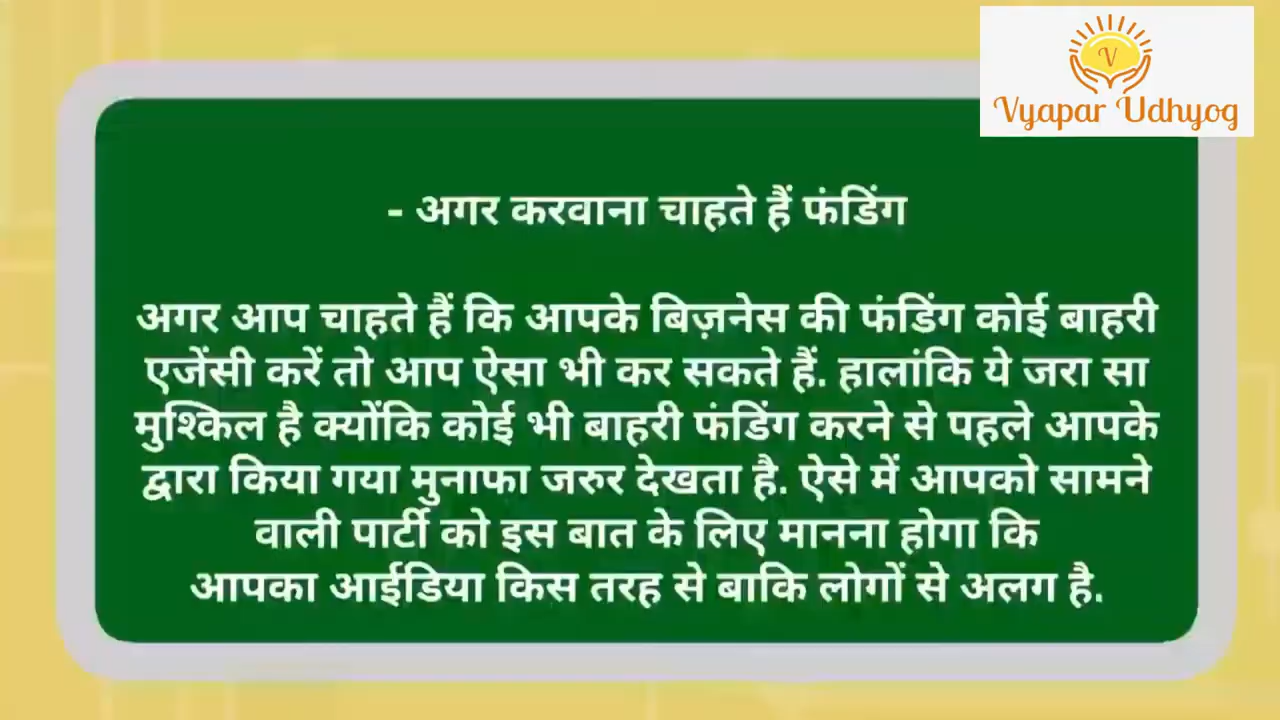 V
Vyapar Udhyog
- अगर करवाना चाहते हैं फंडिंग
अगर आप चाहते हैं कि आपके बिज़नेस की फंडिंग कोई बाहरी
एजेंसी करें तो आप ऐसा भी कर सकते हैं. हालांकि ये जरा सा
मुश्किल है क्योंकि कोई भी बाहरी फंडिंग करने से पहले आपके
द्वारा किया गया मुनाफा जरुर देखता है. ऐसे में आपको सामने
वाली पार्टी को इस बात के लिए मानना होगा कि
आपका आईडिया किस तरह से बाकि लोगों से अलग है.